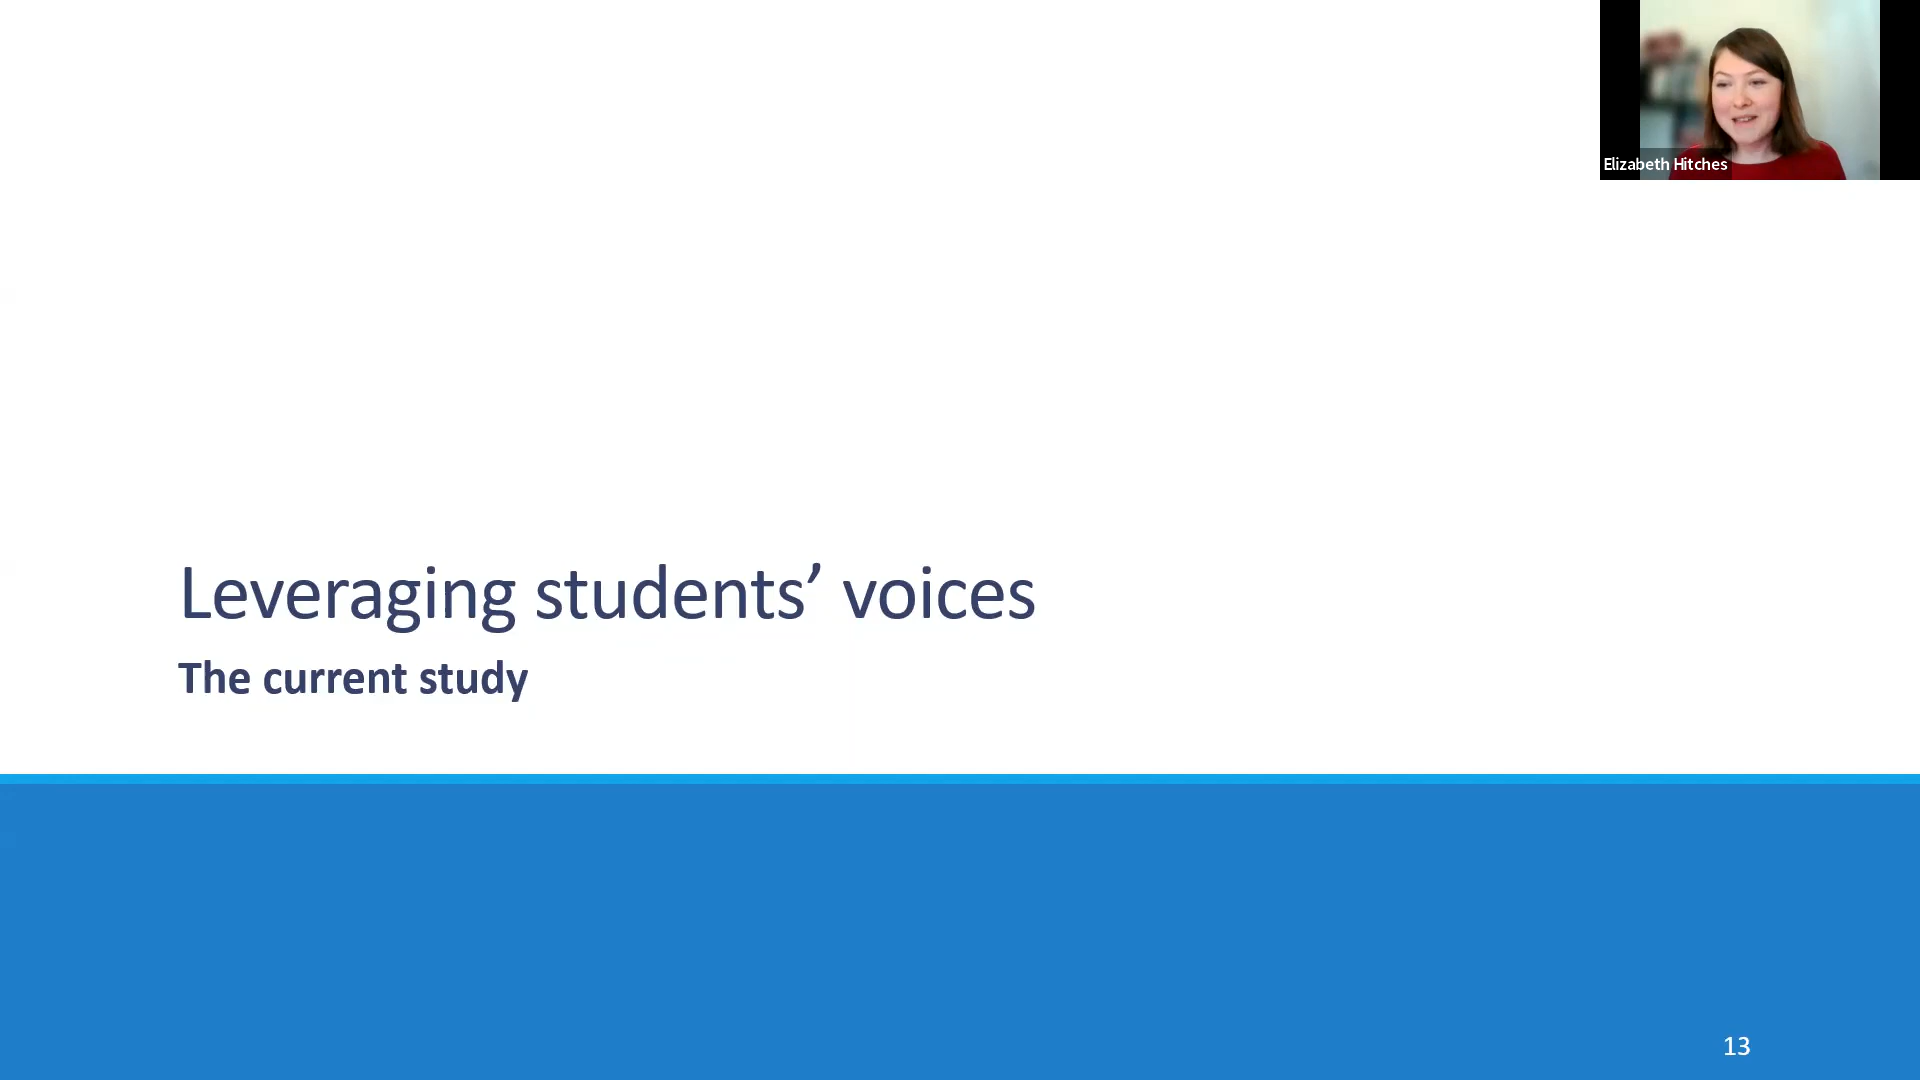 Elizabeth Hitches
Leveraging students’ voices
The current study
13